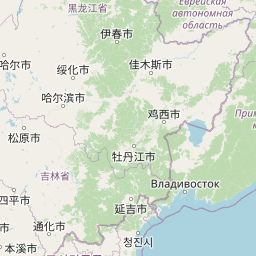 黑龙江省
Еврейская
автономная
область
伊春市
哈尔市
绥化市
佳木斯市
哈尔滨市
鸡西市
松原市
牡丹江市
吉林省
Владивосток
四平市
延吉市
通化市
청진시
本溪市